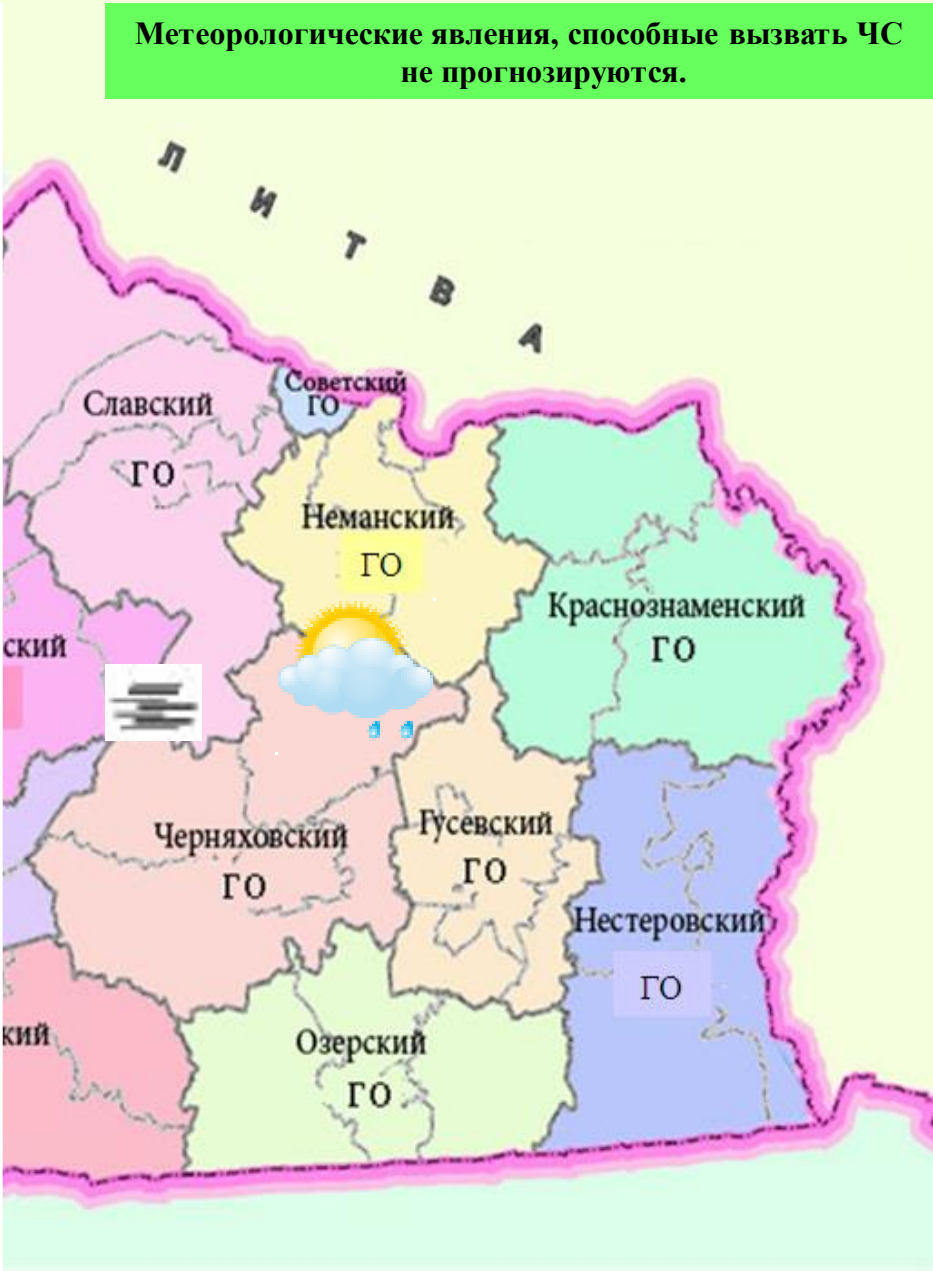 Метеорологические явления, способные вызвать ЧС
не прогнозируются.
ЛИТВА
Советский
ГО
Славский
ГО
Неманский
ГО
Краснознаменский
ГО
ский
Гусевский
ГО
Черняховский
ГО
Нестеровский
ГО
кий
Озерский
ГО